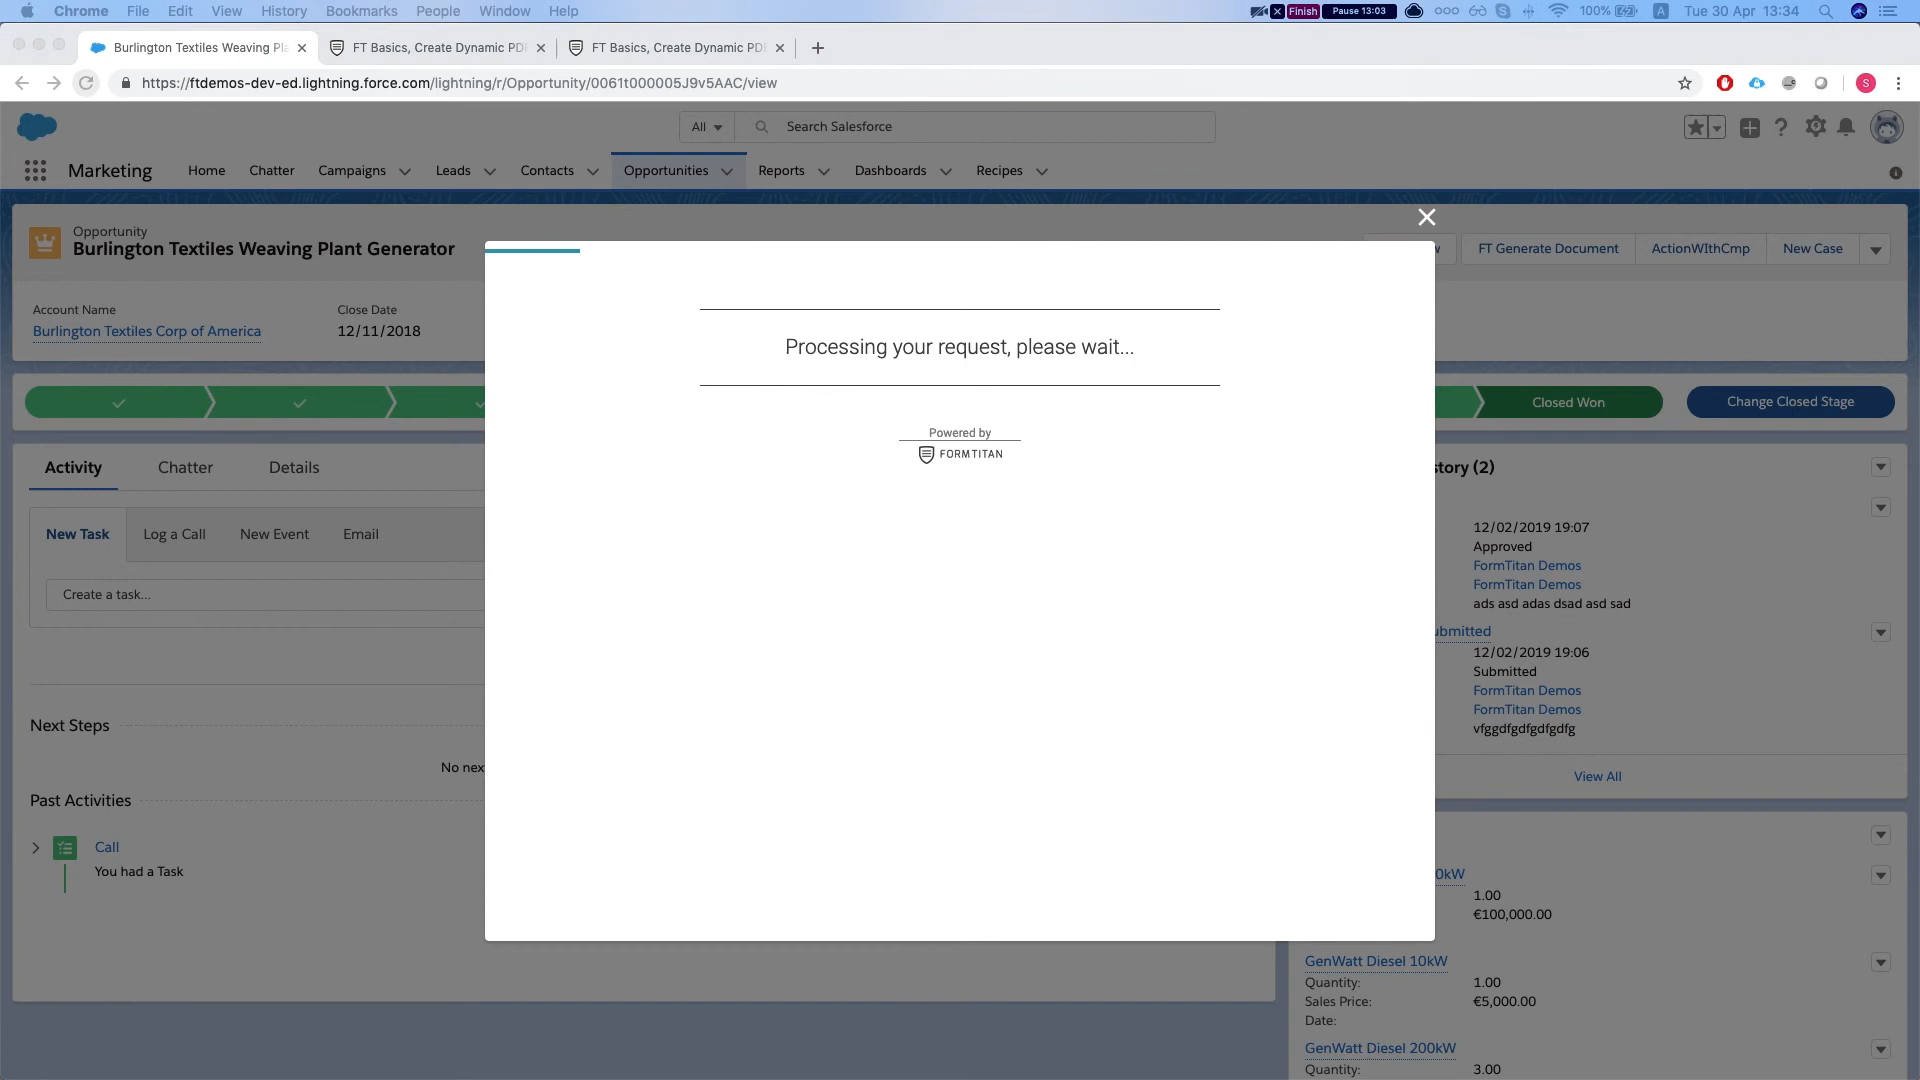 Chrome File Edit View History Bookmarks People Window Help
Finish Pause 13:03 100% A Tue 30 Apr 13:34
Burlington Textiles Weaving Pla
FT Basics, Create Dynamic PDF
FT Basics, Create Dynamic PDF
https://ftdemos-dev-ed.lightning.force.com/lightning/r/Opportunity/0061t000005J9v5AAC/view
S
All
Search Salesforce
Marketing Home Chatter Campaigns Leads Contacts Opportunities Reports Dashboards Recipes
Opportunity
Burlington Textiles Weaving Plant Generator
FT Generate Document ActionWIthCmp New Case
Account Name
Burlington Textiles Corp of America
Close Date
12/11/2018
Processing your request, please wait...
Powered by
FORMTITAN
Closed Won
Change Closed Stage
Activity Chatter Details
New Task Log a Call New Event Email
Create a task...
Next Steps
No nex
Past Activities
Call
You had a Task
story (2)
12/02/2019 19:07
Approved
FormTitan Demos
FormTitan Demos
ads asd adas dsad asd sad
ubmitted
12/02/2019 19:06
Submitted
FormTitan Demos
FormTitan Demos
vfggdfgdfgdfgdfg
View All
0kW
1.00
€100,000.00
GenWatt Diesel 10kW
Quantity: 1.00
Sales Price: €5,000.00
Date:
GenWatt Diesel 200kW
Quantity: 3.00